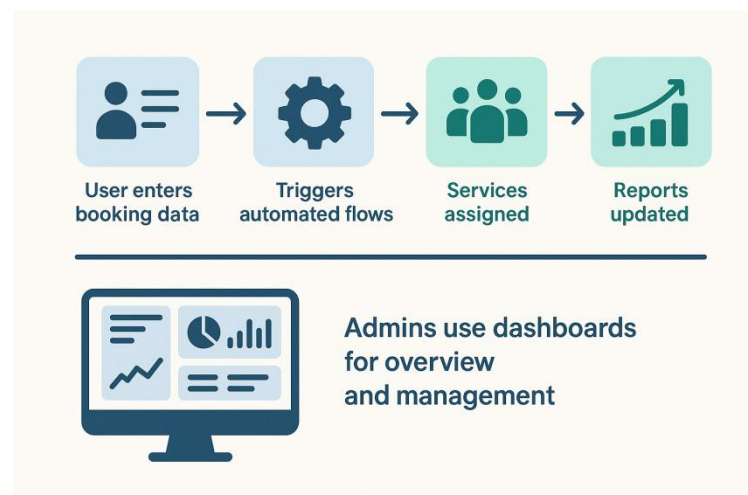 User enters
booking data
Triggers
automated flows
Services
assigned
Reports
updated
Admins use dashboards
for overview
and management